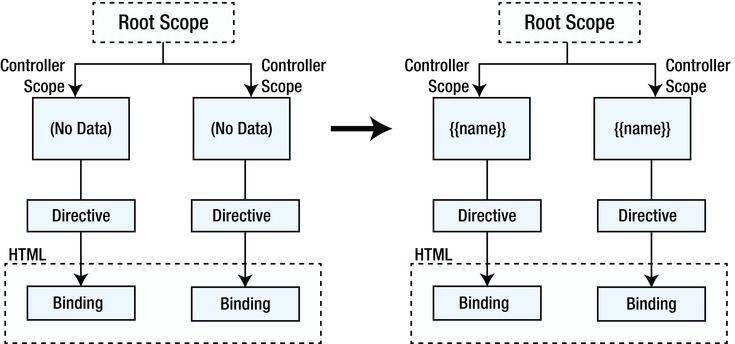 Root Scope
Controller
Scope
Controller
Scope
(No Data)
(No Data)
Directive
Directive
HTML
Binding
Binding
Root Scope
Controller
Scope
Controller
Scope
{{name}}
{{name}}
Directive
Directive
HTML
Binding
Binding